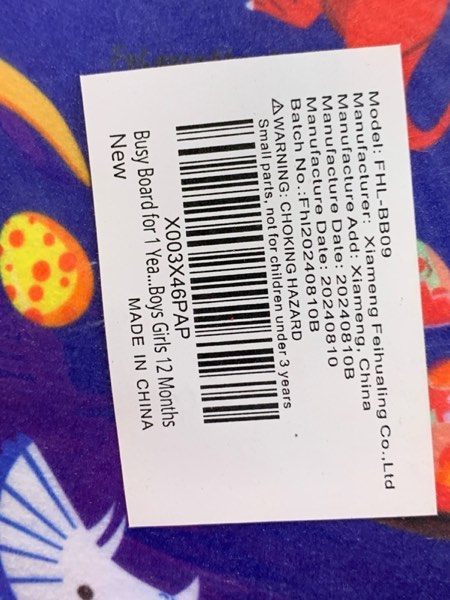 Model: FHL-BB09
Manufacturer: Xiameng Feihualing Co.,Ltd
Manufacture Add: Xiameng, China
Manufacture Date: 20240810B
Manufacture Date: 20240810
Batch No.:Fhl20240810B
⚠WARNING: CHOKING HAZARD
Small parts, not for children under 3 years
X003X46PAP
Busy Board for 1 Yea...Boys Girls 12 Months
New
MADE IN CHINA